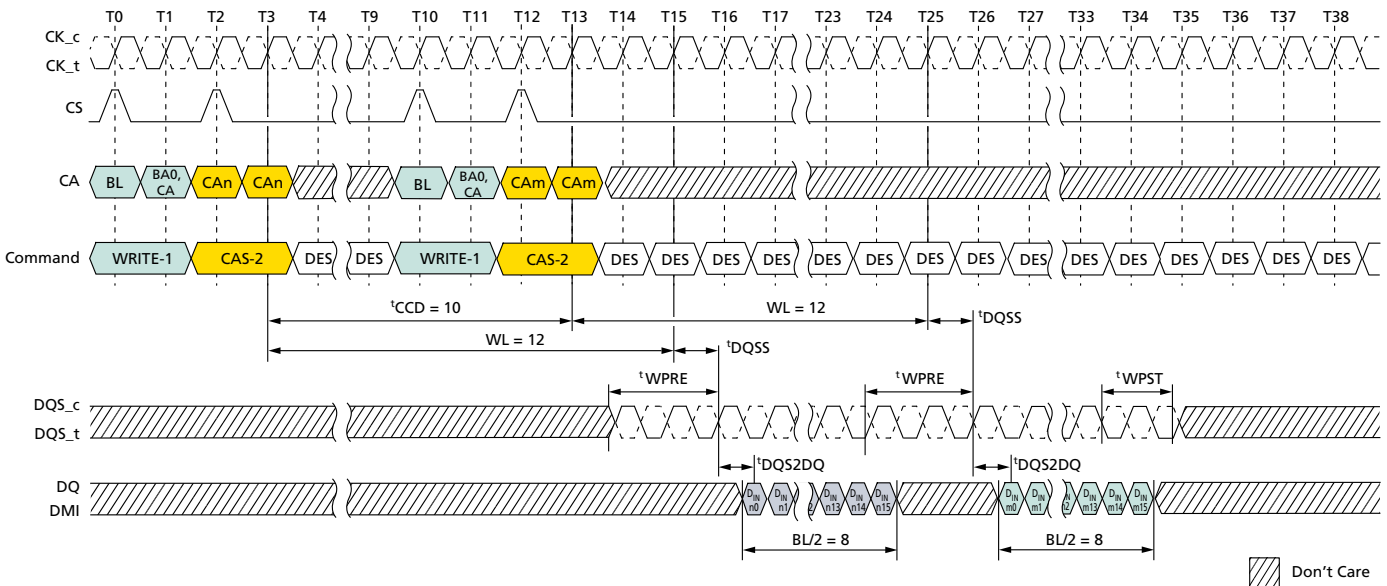 T0 T1 T2 T3 T4 T9 T10 T11 T12 T13 T14 T15 T16 T17 T23 T24 T25 T26 T27 T33 T34 T35 T36 T37 T38
CK_c
CK_t
CS
CA BL BA0, CA CAn CAn BL BA0, CA CAm CAm
Command WRITE-1 CAS-2 DES DES WRITE-1 CAS-2 DES DES DES DES DES DES DES DES DES DES DES DES DES DES DES
tCCD = 10 WL = 12 tDQSS
WL = 12 tDQSS
tWPRE tWPRE tWPST
DQS_c
DQS_t
tDQS2DQ tDQS2DQ
DQ
DMI
DIN n0 DIN n1 DIN n13 DIN n14 DIN n15 DIN m0 DIN m1 DIN m13 DIN m14 DIN m15
BL/2 = 8 BL/2 = 8
Don't Care